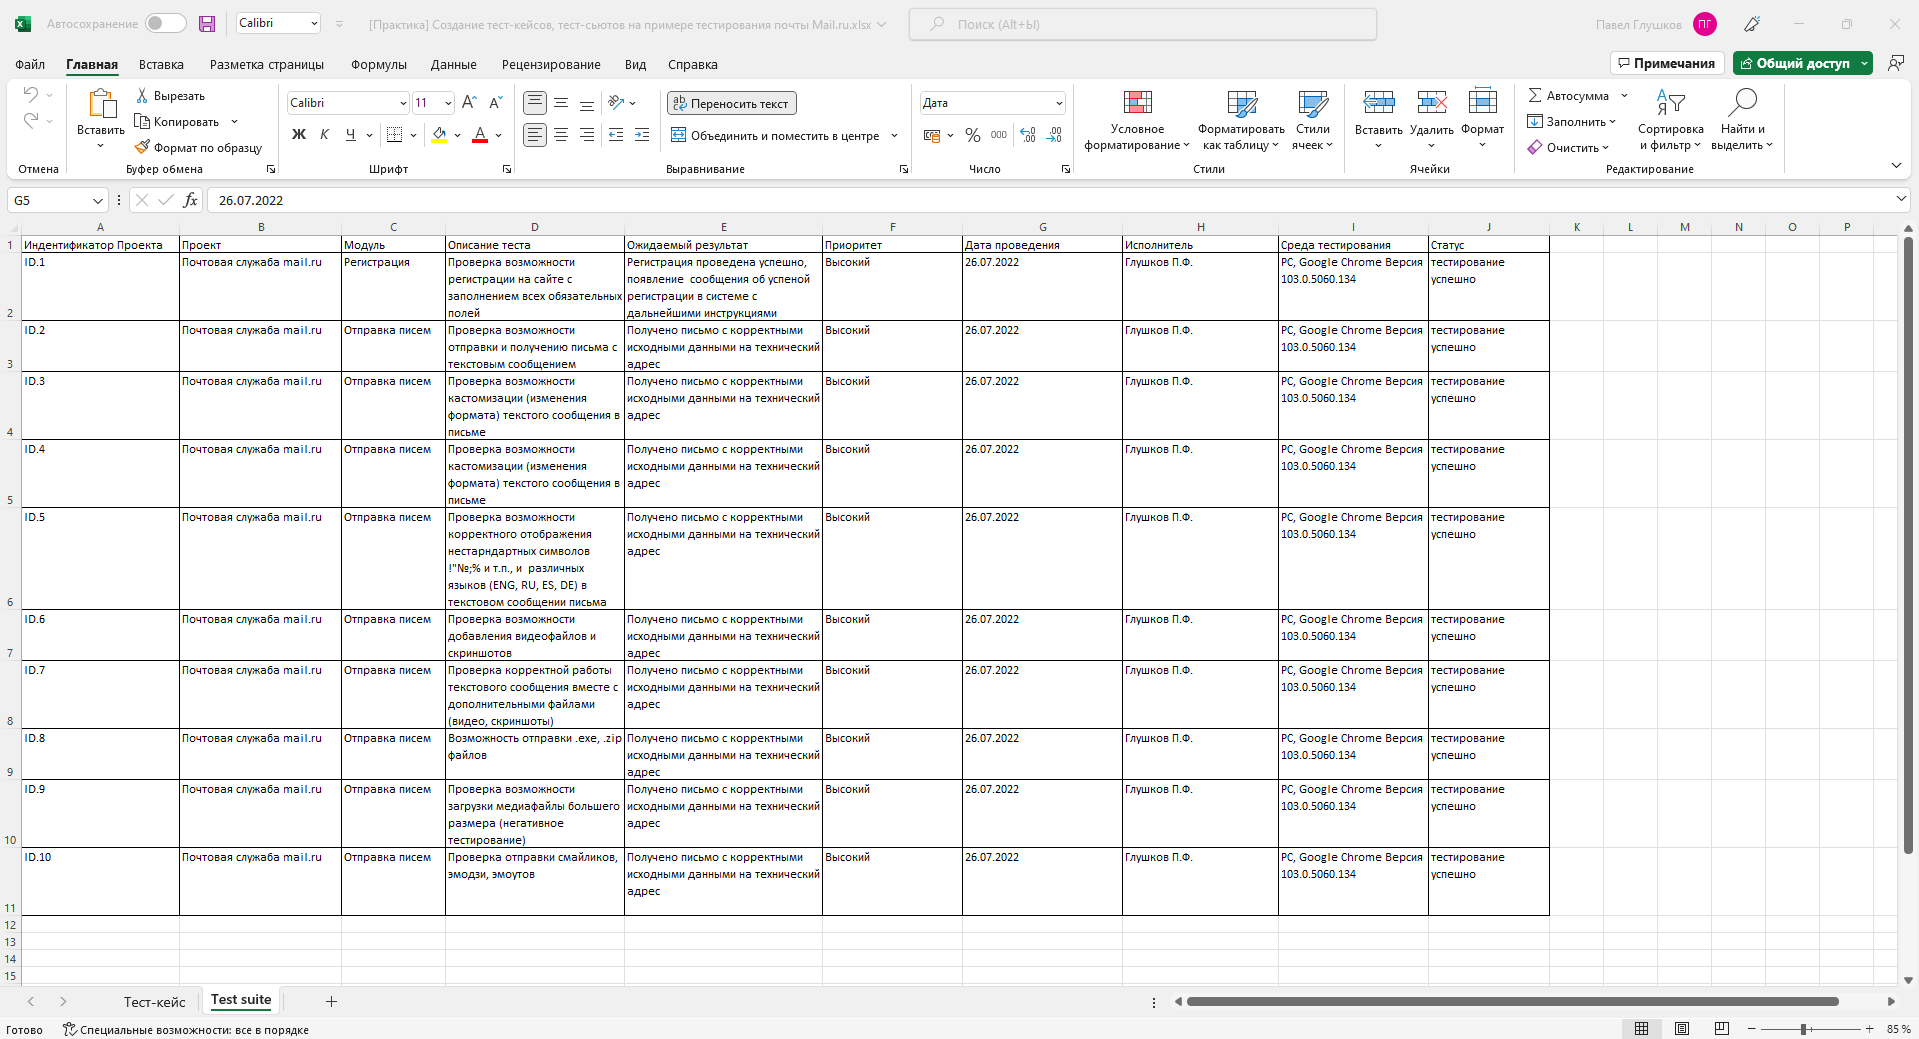 Автосохранение
Calibri
[Практика] Создание тест-кейсов, тест-сьютов на примере тестирования почты Mail.ru.xlsx
Поиск (Alt+Ы)
Павел Глушков
ПГ
Файл
Главная
Вставка
Разметка страницы
Формулы
Данные
Рецензирование
Вид
Справка
Примечания
Общий доступ
Вставить
Вырезать
Копировать
Формат по образцу
Calibri
11
Ж
К
Ч
Переносить текст
Объединить и поместить в центре
Дата
%
000
Условное
форматирование
Форматировать
как таблицу
Стили
ячеек
Вставить
Удалить
Формат
Автосумма
Заполнить
Очистить
Сортировка
и фильтр
Найти и
выделить
Отмена
Буфер обмена
Шрифт
Выравнивание
Число
Стили
Ячейки
Редактирование
G5
fx
26.07.2022
A B C D E F G H I J K L M N O P
1 Индентификатор Проекта Проект Модуль Описание теста Ожидаемый результат Приоритет Дата проведения Исполнитель Среда тестирования Статус
ID.1 Почтовая служаба mail.ru Регистрация Проверка возможности Регистрация проведена успешно, Высокий 26.07.2022 Глушков П.Ф. PC, Google Chrome Версия тестирование
регистрации на сайте с появление сообщения об успеной 103.0.5060.134 успешно
заполнением всех обязательных регистрации в системе с
2 полей дальнейшими инструкциями
ID.2 Почтовая служаба mail.ru Отправка писем Проверка возможности Получено письмо с корректными Высокий 26.07.2022 Глушков П.Ф. PC, Google Chrome Версия тестирование
отправки и получению письма с исходными данными на технический 103.0.5060.134 успешно
3 текстовым сообщением адрес
ID.3 Почтовая служаба mail.ru Отправка писем Проверка возможности Получено письмо с корректными Высокий 26.07.2022 Глушков П.Ф. PC, Google Chrome Версия тестирование
кастомизации (изменения исходными данными на технический 103.0.5060.134 успешно
формата) текстого сообщения в адрес
4 письме
ID.4 Почтовая служаба mail.ru Отправка писем Проверка возможности Получено письмо с корректными Высокий 26.07.2022 Глушков П.Ф. PC, Google Chrome Версия тестирование
кастомизации (изменения исходными данными на технический 103.0.5060.134 успешно
формата) текстого сообщения в адрес
5 письме
ID.5 Почтовая служаба mail.ru Отправка писем Проверка возможности Получено письмо с корректными Высокий 26.07.2022 Глушков П.Ф. PC, Google Chrome Версия тестирование
корректного отображения исходными данными на технический 103.0.5060.134 успешно
нестарндартных символов адрес
!"№;% и т.п., и различных
языков (ENG, RU, ES, DE) в
6 текстовом сообщении письма
ID.6 Почтовая служаба mail.ru Отправка писем Проверка возможности Получено письмо с корректными Высокий 26.07.2022 Глушков П.Ф. PC, Google Chrome Версия тестирование
добавления видеофайлов и исходными данными на технический 103.0.5060.134 успешно
7 скриншотов адрес
ID.7 Почтовая служаба mail.ru Отправка писем Проверка корректной работы Получено письмо с корректными Высокий 26.07.2022 Глушков П.Ф. PC, Google Chrome Версия тестирование
текстового сообщения вместе с исходными данными на технический 103.0.5060.134 успешно
дополнительными файлами адрес
8 (видео, скриншоты)
ID.8 Почтовая служаба mail.ru Отправка писем Возможность отправки .exe, .zip Получено письмо с корректными Высокий 26.07.2022 Глушков П.Ф. PC, Google Chrome Версия тестирование
файлов исходными данными на технический 103.0.5060.134 успешно
9 адрес
ID.9 Почтовая служаба mail.ru Отправка писем Проверка возможности Получено письмо с корректными Высокий 26.07.2022 Глушков П.Ф. PC, Google Chrome Версия тестирование
загрузки медиафайлы большего исходными данными на технический 103.0.5060.134 успешно
размера (негативное адрес
10 тестирование)
ID.10 Почтовая служаба mail.ru Отправка писем Проверка отправки смайликов, Получено письмо с корректными Высокий 26.07.2022 Глушков П.Ф. PC, Google Chrome Версия тестирование
эмодзи, эмоутов исходными данными на технический 103.0.5060.134 успешно
адрес
11
12
13
14
15
Тест-кейс
Test suite
Готово
Специальные возможности: все в порядке
85 %